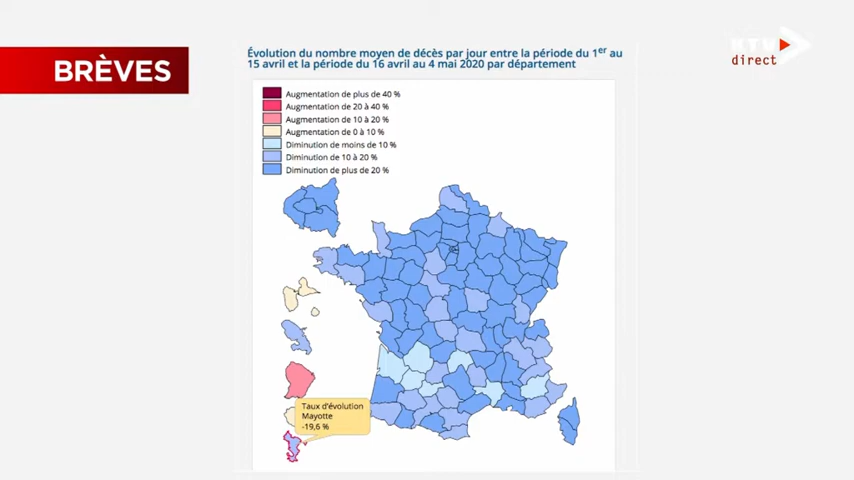 BRÈVES
Évolution du nombre moyen de décès par jour entre la période du 1er au
15 avril et la période du 16 avril au 4 mai 2020 par département
direct
Augmentation de plus de 40 %
Augmentation de 20 à 40 %
Augmentation de 10 à 20 %
Augmentation de 0 à 10 %
Diminution de moins de 10 %
Diminution de 10 à 20 %
Diminution de plus de 20 %
Taux d'évolution
Mayotte
-19,6 %